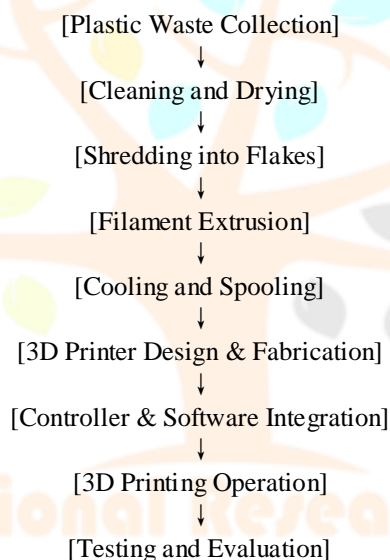 [Plastic Waste Collection]
↓
[Cleaning and Drying]
↓
[Shredding into Flakes]
↓
[Filament Extrusion]
↓
[Cooling and Spooling]
↓
[3D Printer Design & Fabrication]
↓
[Controller & Software Integration]
↓
[3D Printing Operation]
↓
[Testing and Evaluation]